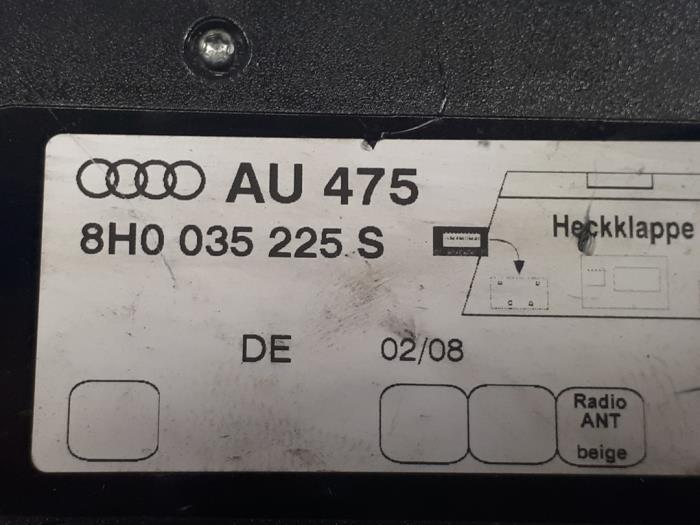 AU 475
8H0 035 225 S
Heckklappe
DE 02/08
Radio
ANT
beige